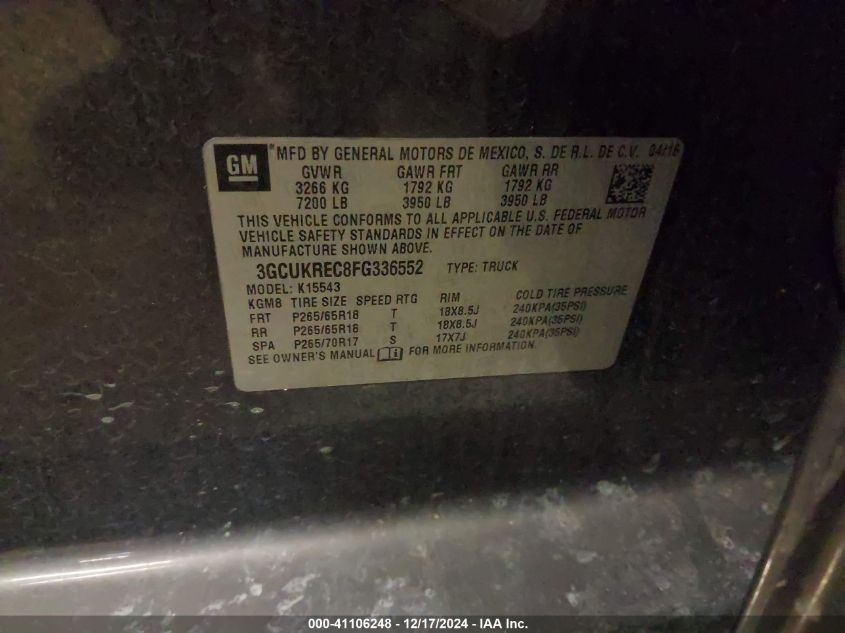 GM
*MFD BY GENERAL MOTORS DE MEXICO, S. DE R.L. DE C.V.
GVWR GAWR FRT GAWR RR
3266 KG 1792 KG 1792 KG
7200 LB 3950 LB 3950 LB
THIS VEHICLE CONFORMS TO ALL APPLICABLE U.S. FEDERAL MOTOR
VEHICLE SAFETY STANDARDS IN EFFECT ON THE DATE OF
MANUFACTURE SHOWN ABOVE.
3GCUKREC8FG336552 TYPE: TRUCK
MODEL: K15543
KGM8 TIRE SIZE SPEED RTG RIM COLD TIRE PRESSURE
FRT P265/65R18 T 18X8.5J 240KPA(35PSI)
RR P265/65R18 T 18X8.5J 240KPA(35PSI)
SPA P265/70R17 S 17X7J 240KPA(35PSI)
SEE OWNER'S MANUAL FOR MORE INFORMATION.
000-41106248 - 12/17/2024 - IAA Inc.